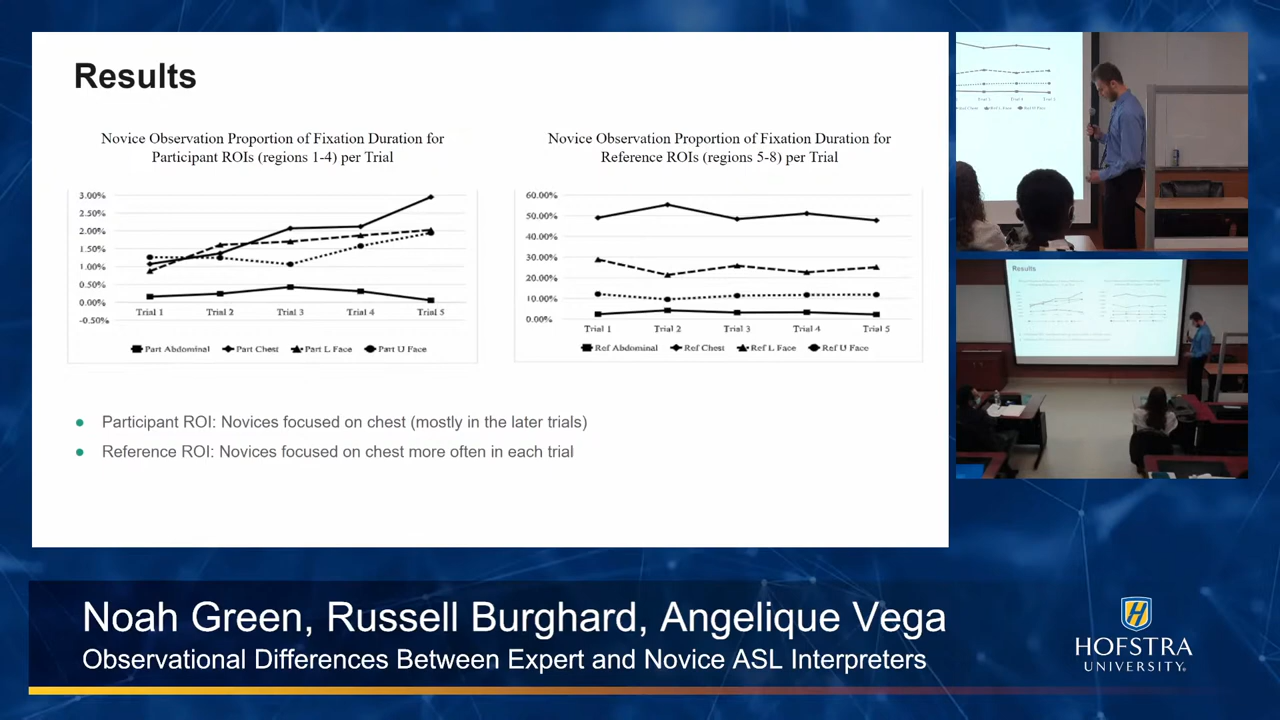 Results
Novice Observation Proportion of Fixation Duration for
Participant ROIs (regions 1-4) per Trial
3.00%
2.50%
2.00%
1.50%
1.00%
0.50%
0.00%
-0.50%
Trial 1 Trial 2 Trial 3 Trial 4 Trial 5
Part Abdominal Part Chest Part L Face Part U Face
Novice Observation Proportion of Fixation Duration for
Reference ROIs (regions 5-8) per Trial
60.00%
50.00%
40.00%
30.00%
20.00%
10.00%
0.00%
Trial 1 Trial 2 Trial 3 Trial 4 Trial 5
Ref Abdominal Ref Chest Ref L Face Ref U Face
● Participant ROI: Novices focused on chest (mostly in the later trials)
● Reference ROI: Novices focused on chest more often in each trial
Results
Noah Green, Russell Burghard, Angelique Vega
Observational Differences Between Expert and Novice ASL Interpreters
HOFSTRA
UNIVERSITY®